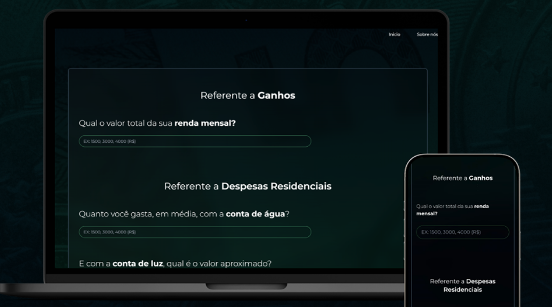 Início Sobre nós
Referente a Ganhos
Qual o valor total da sua renda mensal?
EX: 1500, 3000, 4000 (R$)
Referente a Despesas Residenciais
Quanto você gasta, em média, com a conta de água?
EX: 1500, 3000, 4000 (R$)
E com a conta de luz, qual é o valor aproximado?
Referente a Ganhos
Qual o valor total da sua renda
mensal?
EX: 1500, 3000, 4000 (R$)
Referente a Despesas
Residenciais